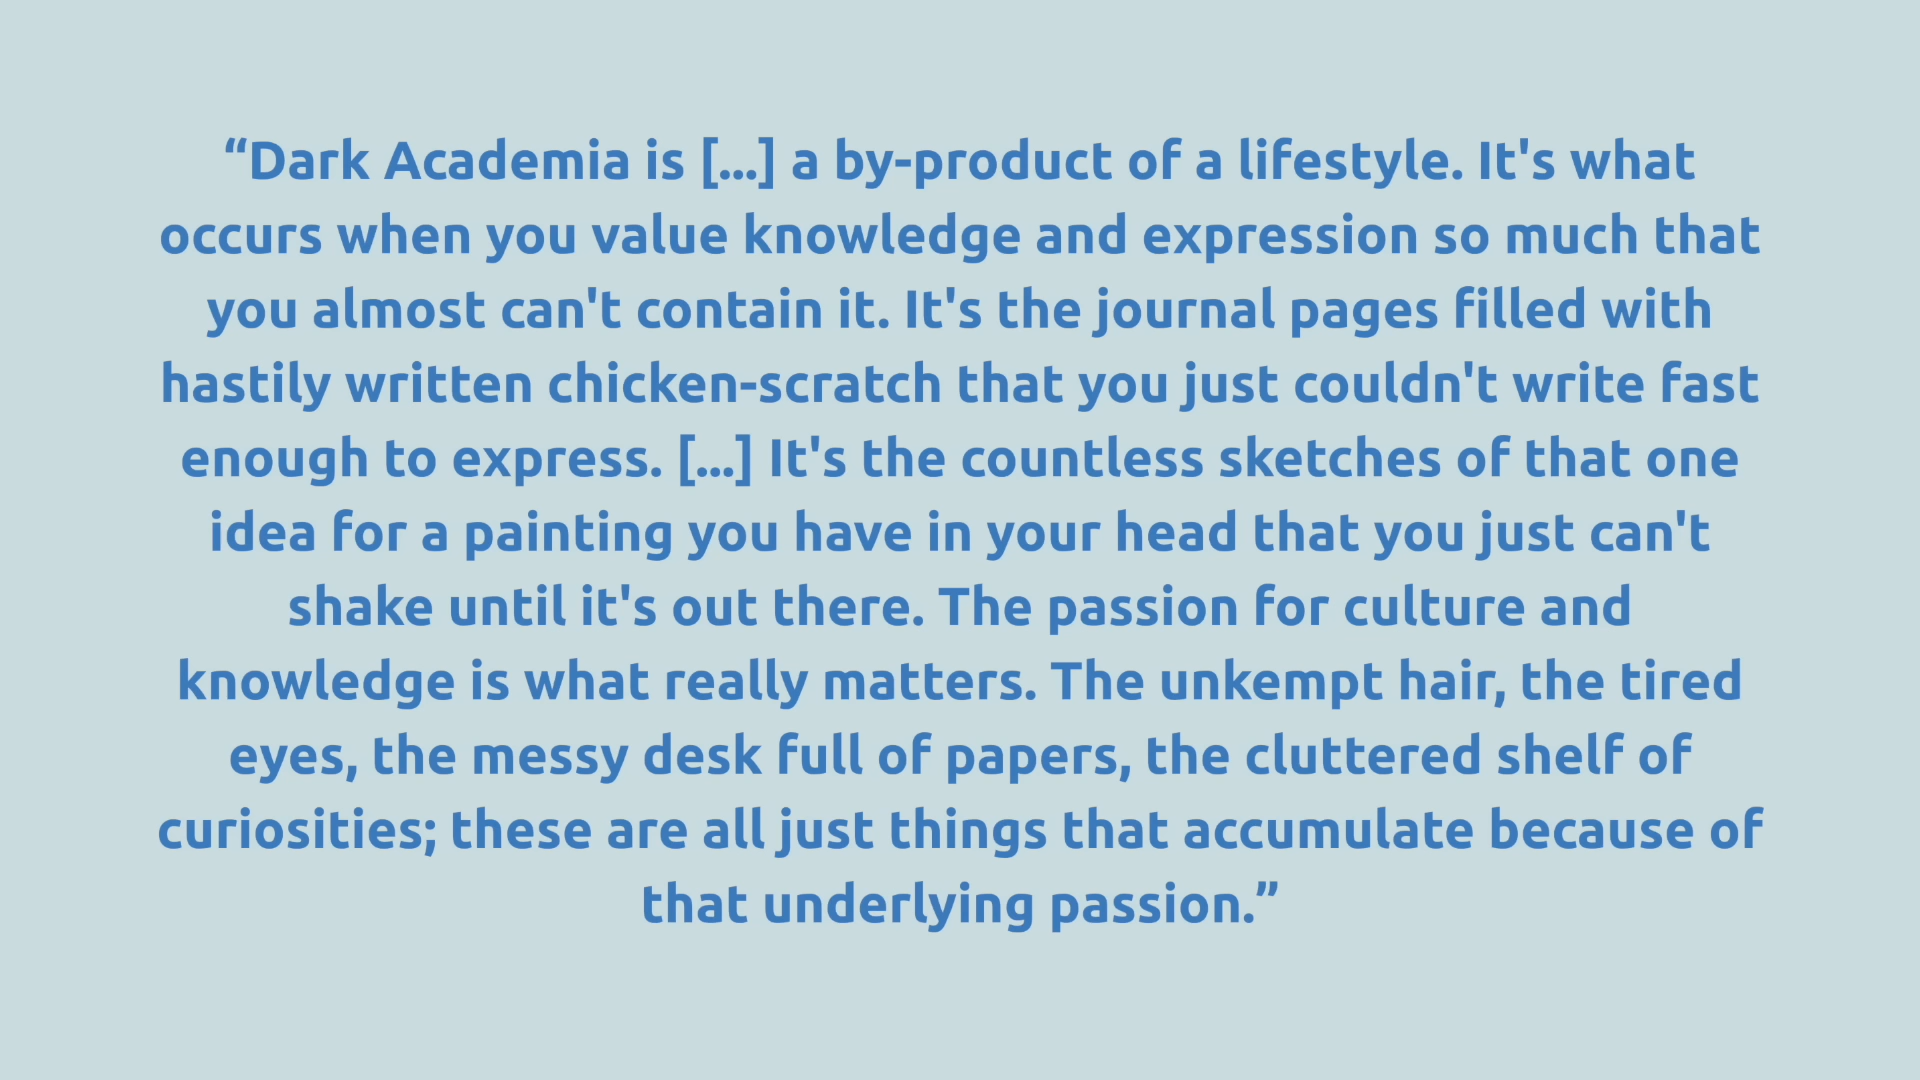 “Dark Academia is [...] a by-product of a lifestyle. It's what
occurs when you value knowledge and expression so much that
you almost can't contain it. It's the journal pages filled with
hastily written chicken-scratch that you just couldn't write fast
enough to express. [...] It's the countless sketches of that one
idea for a painting you have in your head that you just can't
shake until it's out there. The passion for culture and
knowledge is what really matters. The unkempt hair, the tired
eyes, the messy desk full of papers, the cluttered shelf of
curiosities; these are all just things that accumulate because of
that underlying passion.”